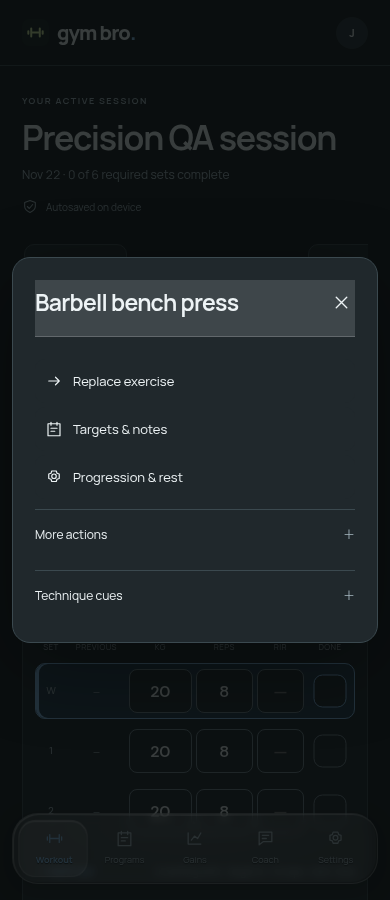 gym bro.
J
YOUR ACTIVE SESSION
Precision QA session
Nov 22 · 0 of 6 required sets complete
Autosaved on device
Barbell bench press
Replace exercise
Targets & notes
Progression & rest
More actions
Technique cues
SET PREVIOUS KG REPS RIR DONE
W – 20 8 —
1 – 20 8 —
2 – 20 8 —
Workout Programs Gains Coach Settings